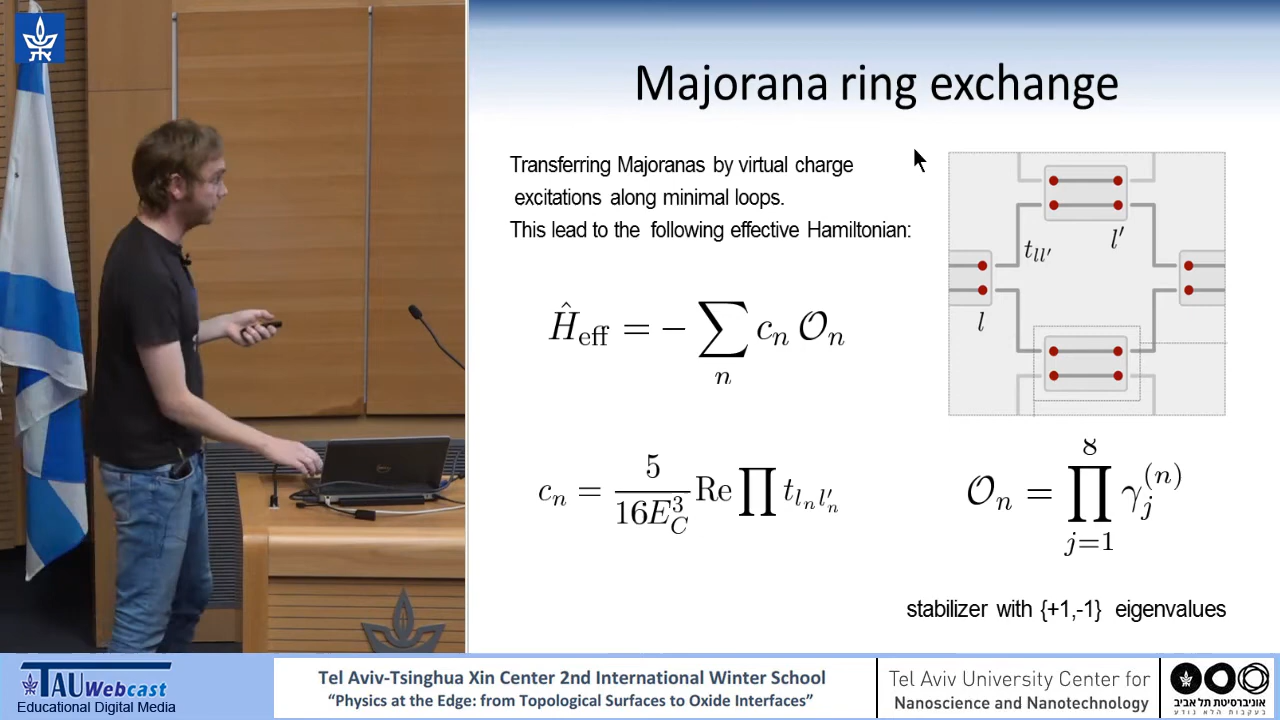 Majorana ring exchange
Transferring Majoranas by virtual charge
excitations along minimal loops.
This lead to the following effective Hamiltonian:
Ĥ_eff = − ∑_n c_n 𝒪_n
t_{ll'}
l'
l
c_n = 5/(16E_C^3) Re ∏ t_{l_n l'_n}
𝒪_n = ∏_{j=1}^{8} γ_j^{(n)}
stabilizer with {+1,-1} eigenvalues
TAU Webcast
Educational Digital Media
Tel Aviv-Tsinghua Xin Center 2nd International Winter School
“Physics at the Edge: from Topological Surfaces to Oxide Interfaces”
Tel Aviv University Center for
Nanoscience and Nanotechnology
אוניברסיטת תל אביב